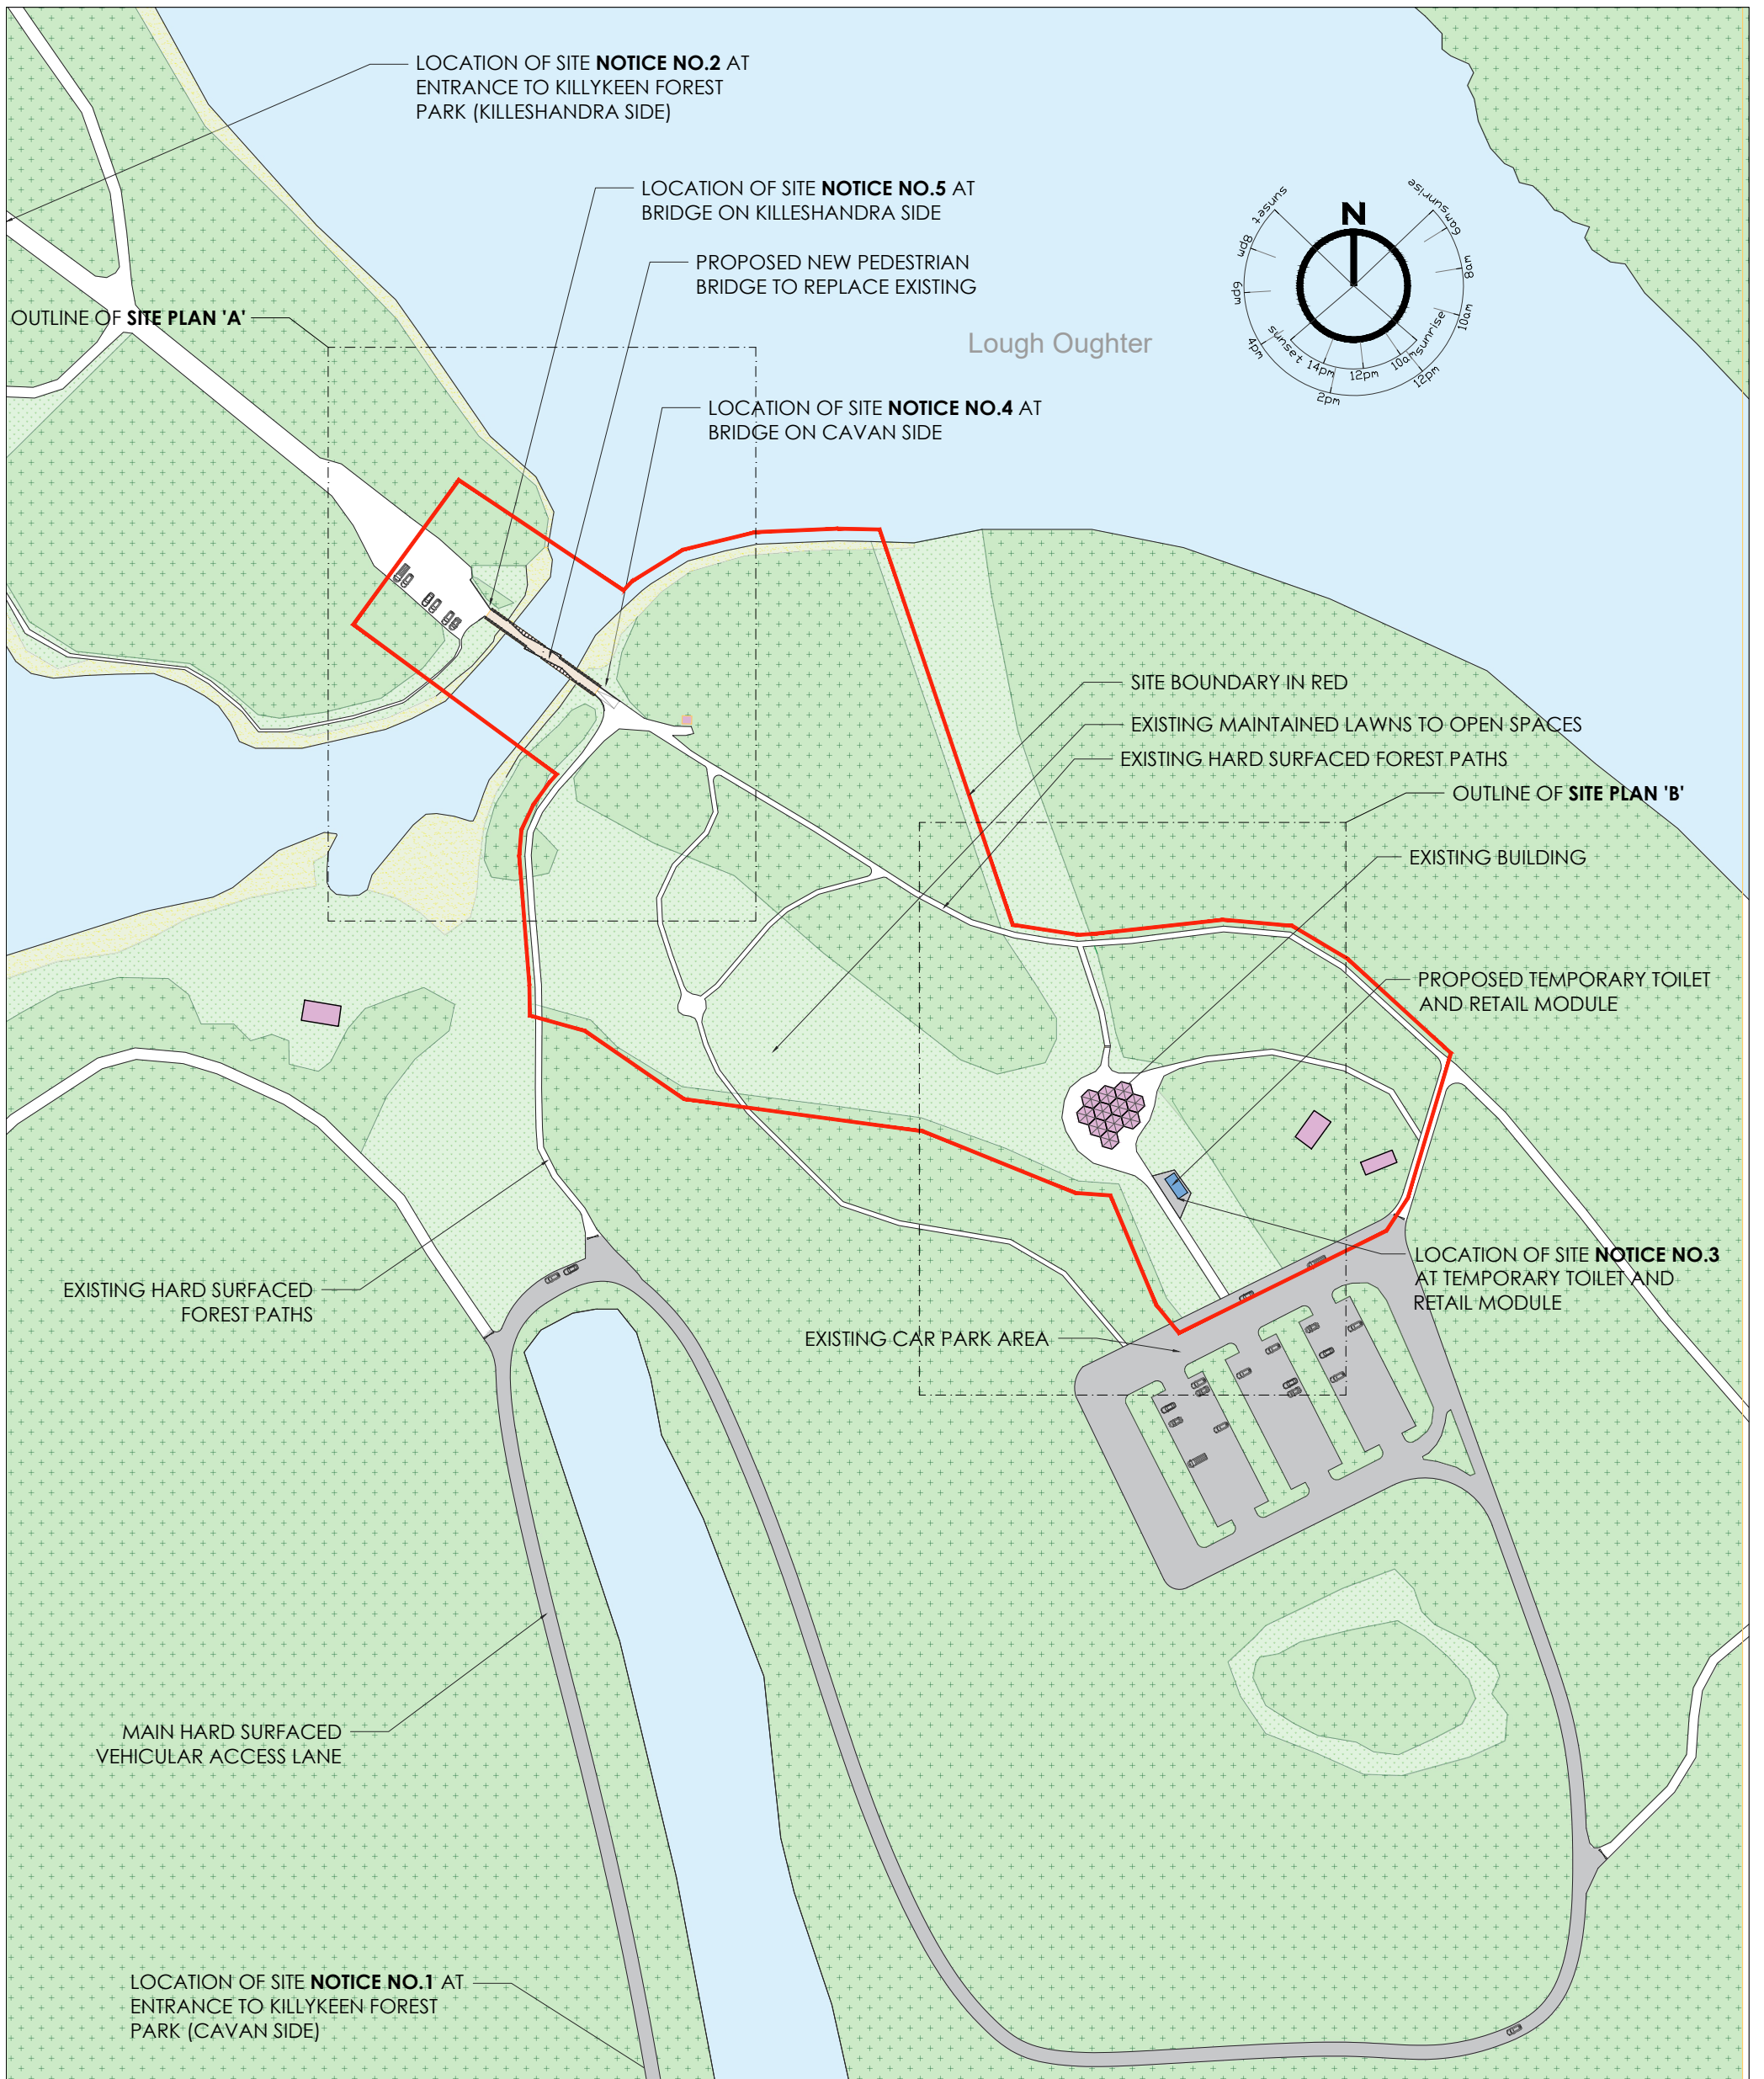 LOCATION OF SITE NOTICE NO.2 AT
ENTRANCE TO KILLYKEEN FOREST
PARK (KILLESHANDRA SIDE)
LOCATION OF SITE NOTICE NO.5 AT
BRIDGE ON KILLESHANDRA SIDE
PROPOSED NEW PEDESTRIAN
BRIDGE TO REPLACE EXISTING
OUTLINE OF SITE PLAN 'A'
Lough Oughter
N
sunset
8pm
6pm
4pm
2pm
12pm
10am
8am
6am
sunrise
sunset
14pm
12pm
10am
sunrise
LOCATION OF SITE NOTICE NO.4 AT
BRIDGE ON CAVAN SIDE
SITE BOUNDARY IN RED
EXISTING MAINTAINED LAWNS TO OPEN SPACES
EXISTING HARD SURFACED FOREST PATHS
OUTLINE OF SITE PLAN 'B'
EXISTING BUILDING
PROPOSED TEMPORARY TOILET
AND RETAIL MODULE
LOCATION OF SITE NOTICE NO.3
AT TEMPORARY TOILET AND
RETAIL MODULE
EXISTING HARD SURFACED
FOREST PATHS
EXISTING CAR PARK AREA
MAIN HARD SURFACED
VEHICULAR ACCESS LANE
LOCATION OF SITE NOTICE NO.1 AT
ENTRANCE TO KILLYKEEN FOREST
PARK (CAVAN SIDE)